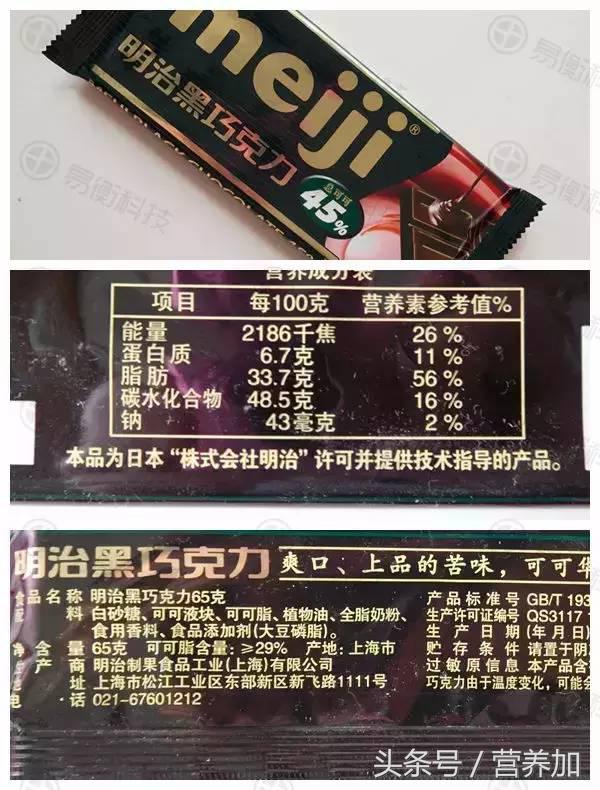 meiji®
明治黑巧克力
总可可
45%
易衡科技
营养成分表
项目 每100克 营养素参考值%
能量 2186千焦 26%
蛋白质 6.7克 11%
脂肪 33.7克 56%
碳水化合物 48.5克 16%
钠 43毫克 2%
本品为日本“株式会社明治”许可并提供技术指导的产品。
明治黑巧克力 爽口、上品的苦味，可可华
食品名称 明治黑巧克力65克 产品标准号 GB/T 193
配 料 白砂糖、可可液块、可可脂、植物油、全脂奶粉、 生产许可证编号 QS3117
食用香料、食品添加剂(大豆磷脂)。 生产日期 (年月日)
净含量 65克 可可脂含量:≥29% 产地:上海市 贮存条件 请置于阴
产商 明治制果食品工业(上海)有限公司 过敏原信息 本产品含
址 上海市松江工业区东部新区新飞路1111号 巧克力由于温度变化，可能会
电·话 021-67601212
头条号 / 营养加